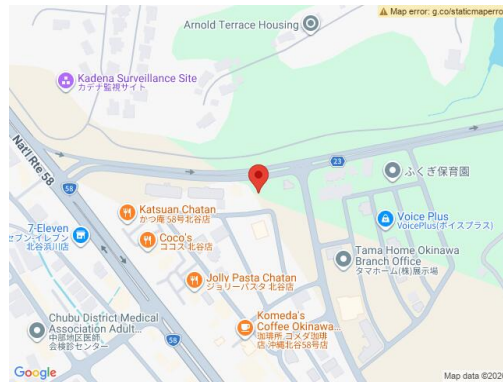 Map error: g.co/staticmaperro
Arnold Terrace Housing
Kadena Surveillance Site
カデナ監視サイト
Nat'l Rte 58
58
23
ふくぎ保育園
Katsuan Chatan
かつ庵 58号北谷店
7-Eleven
セブン-イレブン
北谷浜川店
Coco's
ココス 北谷店
58
Voice Plus
VoicePlus(ボイスプラス)
Tama Home Okinawa
Branch Office
タマホーム(株)展示場
Jolly Pasta Chatan
ジョリーパスタ 北谷店
Chubu District Medical
Association Adult...
中部地区医師
会検診センター
Komeda's
Coffee Okinawa...
珈琲所 コメダ珈琲
店 沖縄北谷58号店
58
Google
Map data ©2026